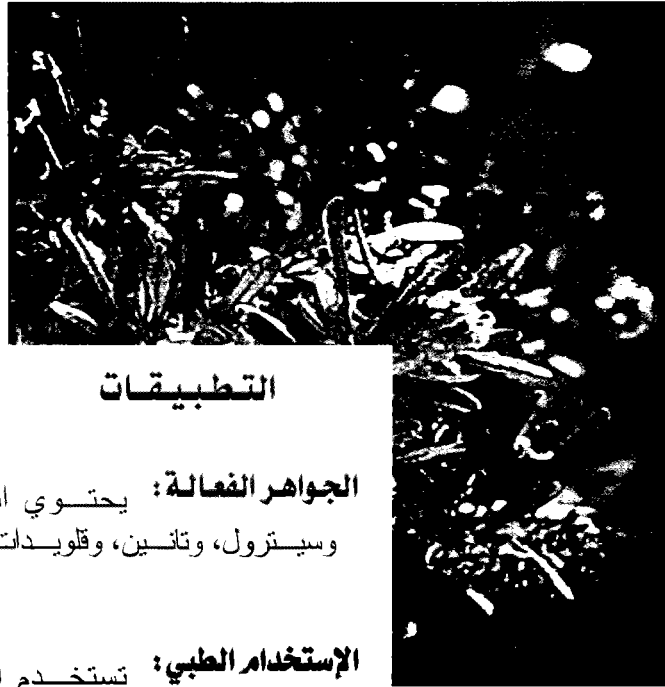 التطبيقات
الجواهر الفعالة: يحتوي
وسيترول، وتانين، وقلويدات
الإستخدام الطبي: تستخدم